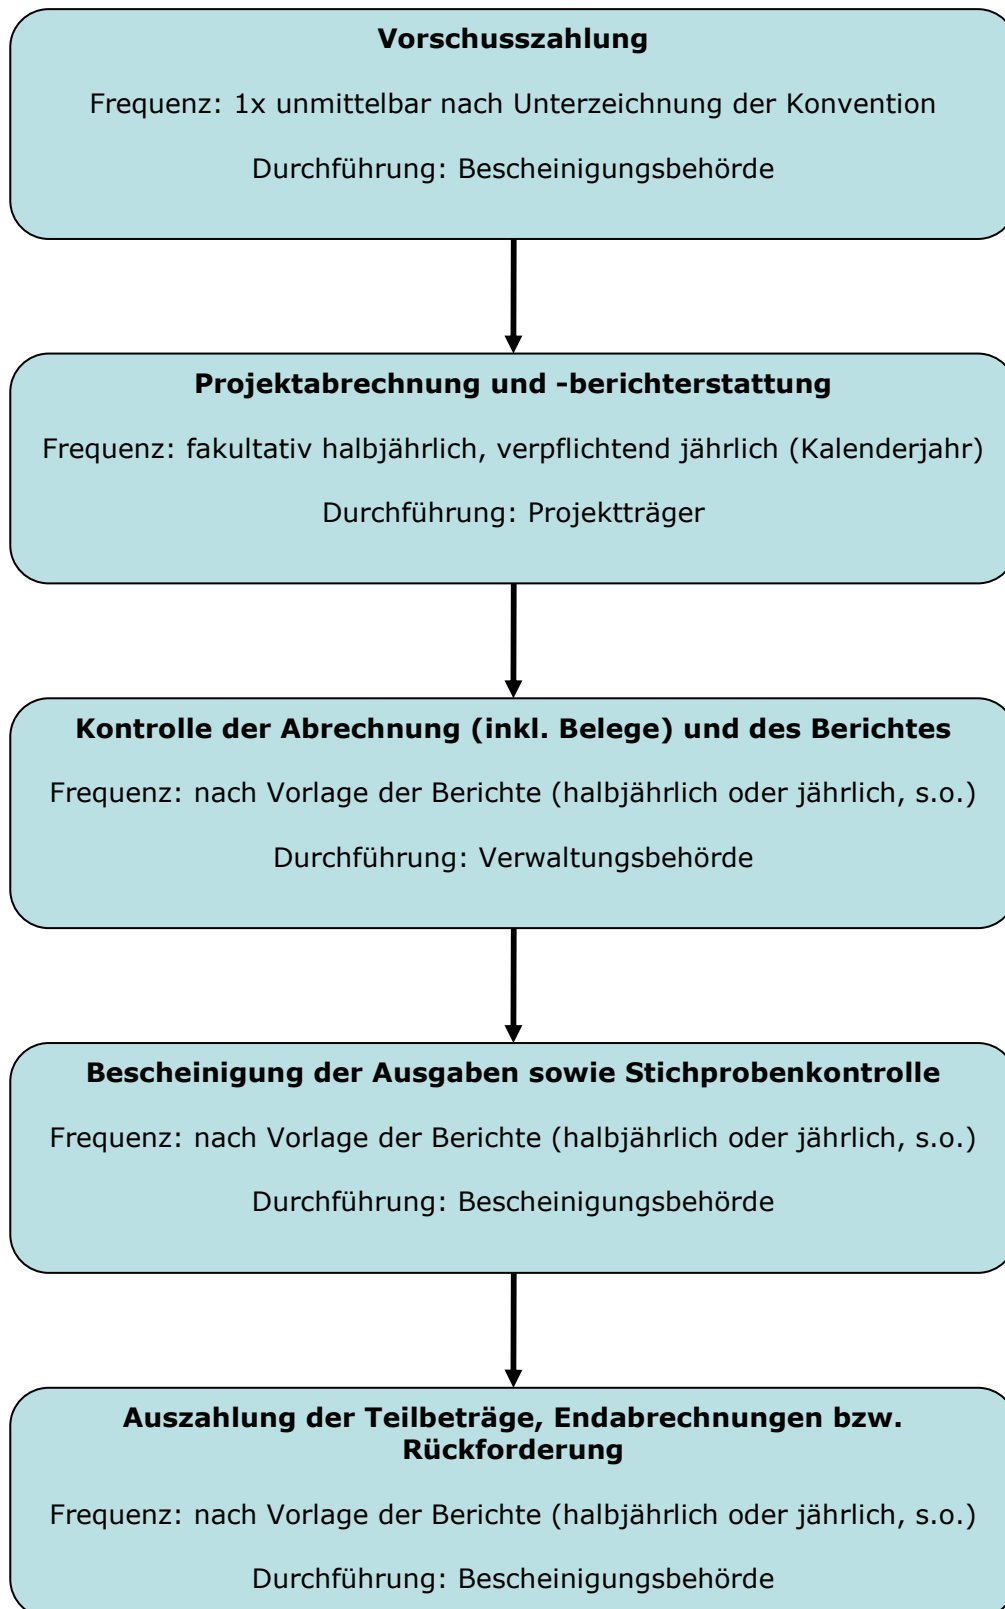 Vorschusszahlung
Frequenz: 1x unmittelbar nach Unterzeichnung der Konvention
Durchführung: Bescheinigungsbehörde
Projektabrechnung und -berichterstattung
Frequenz: fakultativ halbjährlich, verpflichtend jährlich (Kalenderjahr)
Durchführung: Projektträger
Kontrolle der Abrechnung (inkl. Belege) und des Berichtes
Frequenz: nach Vorlage der Berichte (halbjährlich oder jährlich, s.o.)
Durchführung: Verwaltungsbehörde
Bescheinigung der Ausgaben sowie Stichprobenkontrolle
Frequenz: nach Vorlage der Berichte (halbjährlich oder jährlich, s.o.)
Durchführung: Bescheinigungsbehörde
Auszahlung der Teilbeträge, Endabrechnungen bzw.
Rückforderung
Frequenz: nach Vorlage der Berichte (halbjährlich oder jährlich, s.o.)
Durchführung: Bescheinigungsbehörde